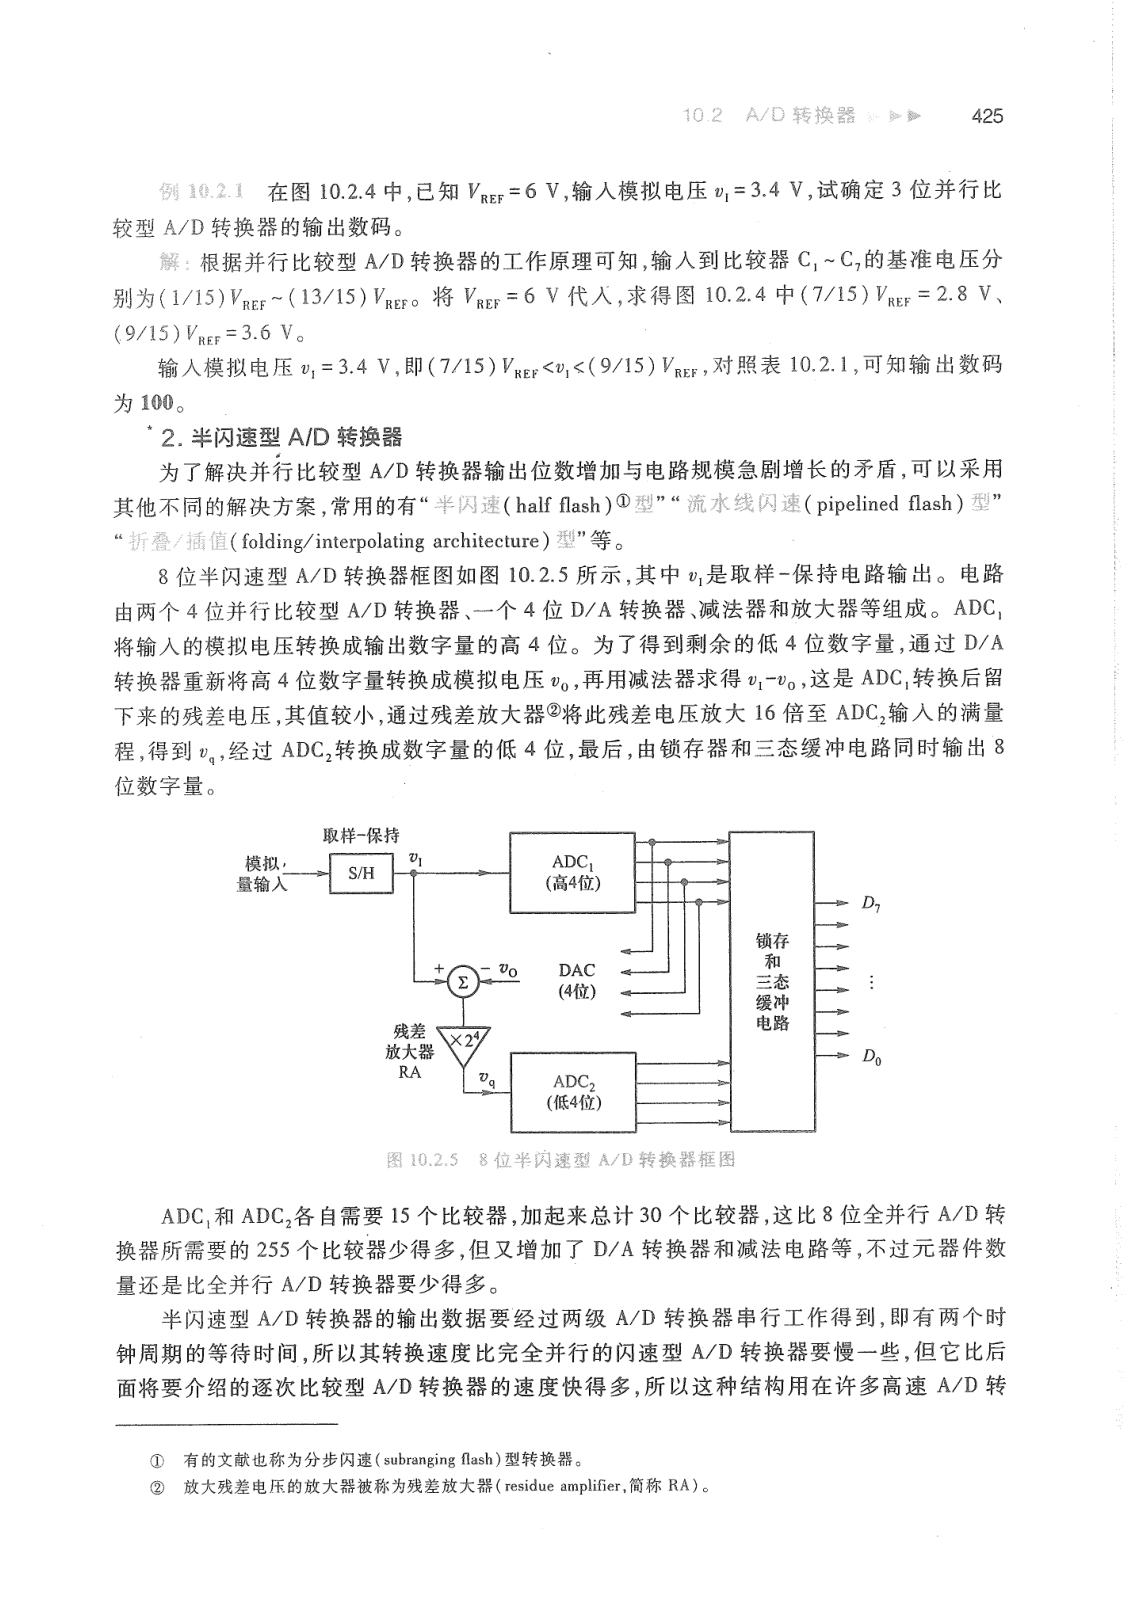 10.2 A/D 转换器 425
例 10.2.1 在图 10.2.4 中,已知 V_REF = 6 V,输入模拟电压 v_I = 3.4 V,试确定 3 位并行比
较型 A/D 转换器的输出数码。
解:根据并行比较型 A/D 转换器的工作原理可知,输入到比较器 C₁ ~ C₇的基准电压分
别为(1/15)V_REF ~ (13/15)V_REF。将 V_REF = 6 V 代入,求得图 10.2.4 中(7/15)V_REF = 2.8 V、
(9/15)V_REF = 3.6 V。
输入模拟电压 v_I = 3.4 V,即(7/15)V_REF<v_I<(9/15)V_REF,对照表 10.2.1,可知输出数码
为 100。
*2. 半闪速型 A/D 转换器
为了解决并行比较型 A/D 转换器输出位数增加与电路规模急剧增长的矛盾,可以采用
其他不同的解决方案,常用的有“半闪速(half flash)①型”“流水线闪速(pipelined flash)型”
“折叠/插值(folding/interpolating architecture)型”等。
8 位半闪速型 A/D 转换器框图如图 10.2.5 所示,其中 v_I是取样-保持电路输出。电路
由两个 4 位并行比较型 A/D 转换器、一个 4 位 D/A 转换器、减法器和放大器等组成。ADC₁
将输入的模拟电压转换成输出数字量的高 4 位。为了得到剩余的低 4 位数字量,通过 D/A
转换器重新将高 4 位数字量转换成模拟电压 v_O,再用减法器求得 v_I-v_O,这是 ADC₁转换后留
下来的残差电压,其值较小,通过残差放大器②将此残差电压放大 16 倍至 ADC₂输入的满量
程,得到 v_q,经过 ADC₂转换成数字量的低 4 位,最后,由锁存器和三态缓冲电路同时输出 8
位数字量。
取样-保持
模拟
量输入
S/H
v_I
ADC₁
(高4位)
锁存
和
三态
缓冲
电路
D₇
⋮
D₀
+
Σ
−
v_O
DAC
(4位)
残差
放大器
RA
×2⁴
v_q
ADC₂
(低4位)
图 10.2.5 8 位半闪速型 A/D 转换器框图
ADC₁和 ADC₂各自需要 15 个比较器,加起来总计 30 个比较器,这比 8 位全并行 A/D 转
换器所需要的 255 个比较器少得多,但又增加了 D/A 转换器和减法电路等,不过元器件数
量还是比全并行 A/D 转换器要少得多。
半闪速型 A/D 转换器的输出数据要经过两级 A/D 转换器串行工作得到,即有两个时
钟周期的等待时间,所以其转换速度比完全并行的闪速型 A/D 转换器要慢一些,但它比后
面将要介绍的逐次比较型 A/D 转换器的速度快得多,所以这种结构用在许多高速 A/D 转
① 有的文献也称为分步闪速(subranging flash)型转换器。
② 放大残差电压的放大器被称为残差放大器(residue amplifier,简称 RA)。